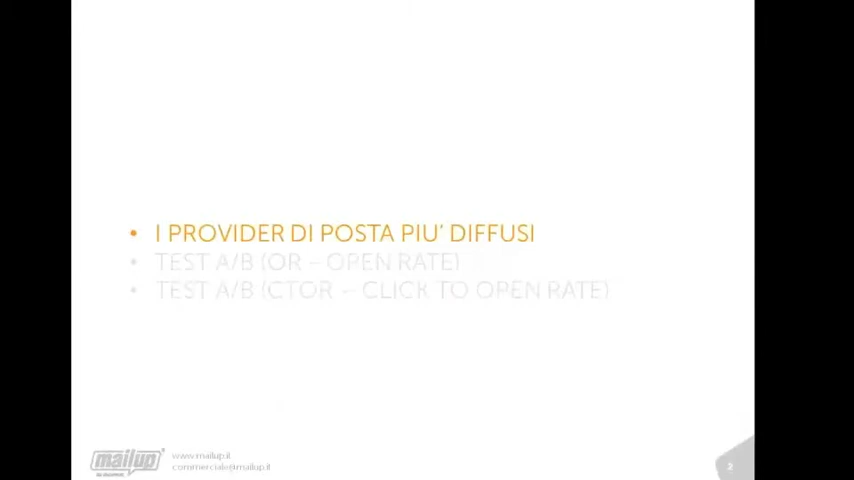 • I PROVIDER DI POSTA PIU’ DIFFUSI
• TEST A/B (OR – OPEN RATE)
• TEST A/B (CTOR – CLICK TO OPEN RATE)
mailup
www.mailup.it
commerciale@mailup.it
2